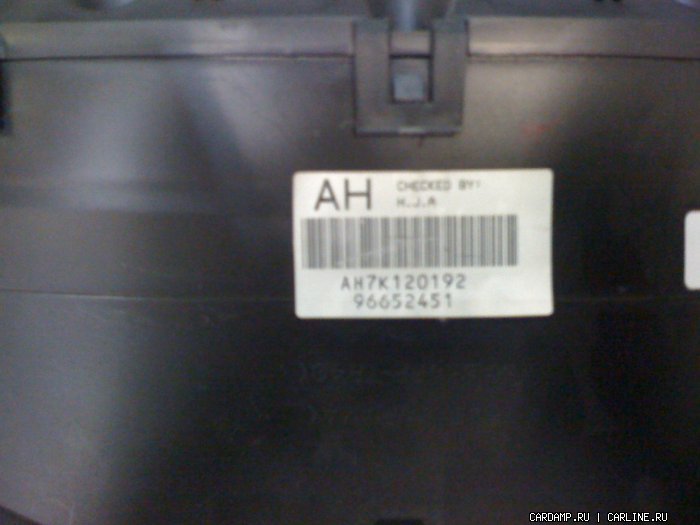 AH CHECKED BY:
H.J.A
AH7K120192
96652451
CARDAMP.RU | CARLINE.RU